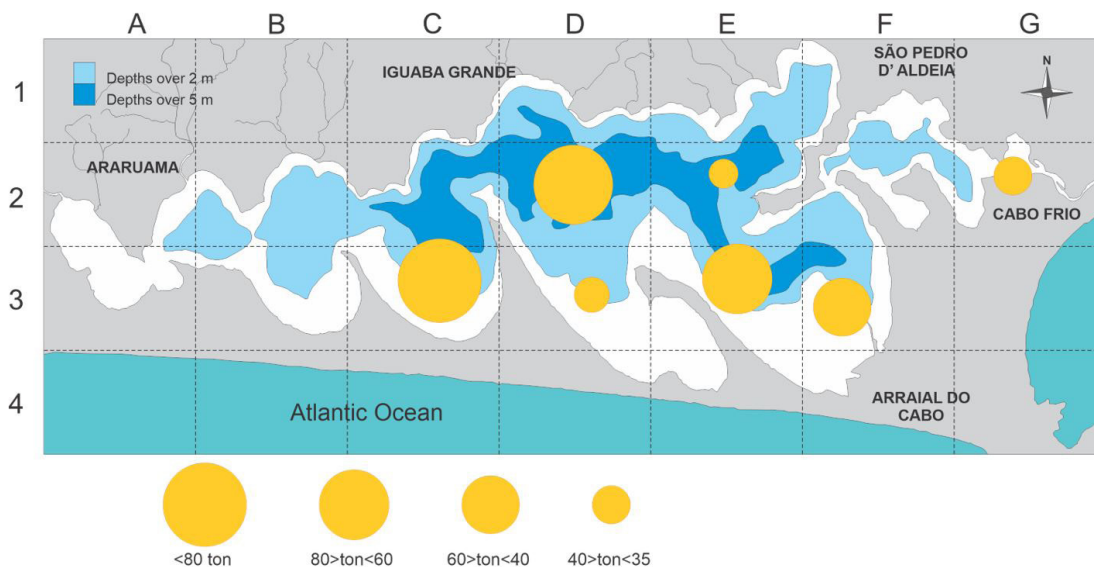 A B C D E F G
1
2
3
4
Depths over 2 m
Depths over 5 m
IGUABA GRANDE
SÃO PEDRO
D' ALDEIA
N
ARARUAMA
CABO FRIO
ARRAIAL DO
CABO
Atlantic Ocean
<80 ton
80>ton<60
60>ton<40
40>ton<35